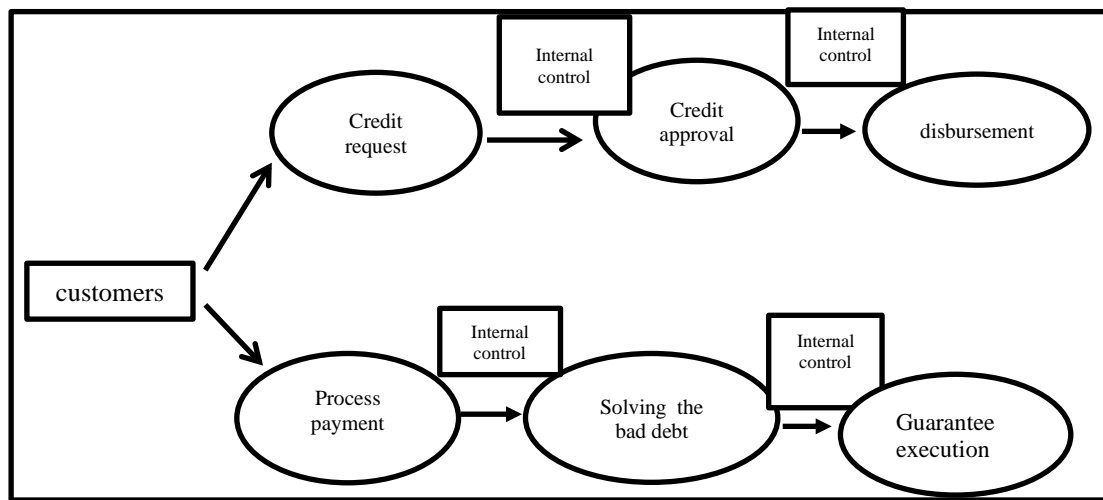 Internal
control
Internal
control
Credit
request
Credit
approval
disbursement
customers
Internal
control
Internal
control
Process
payment
Solving the
bad debt
Guarantee
execution